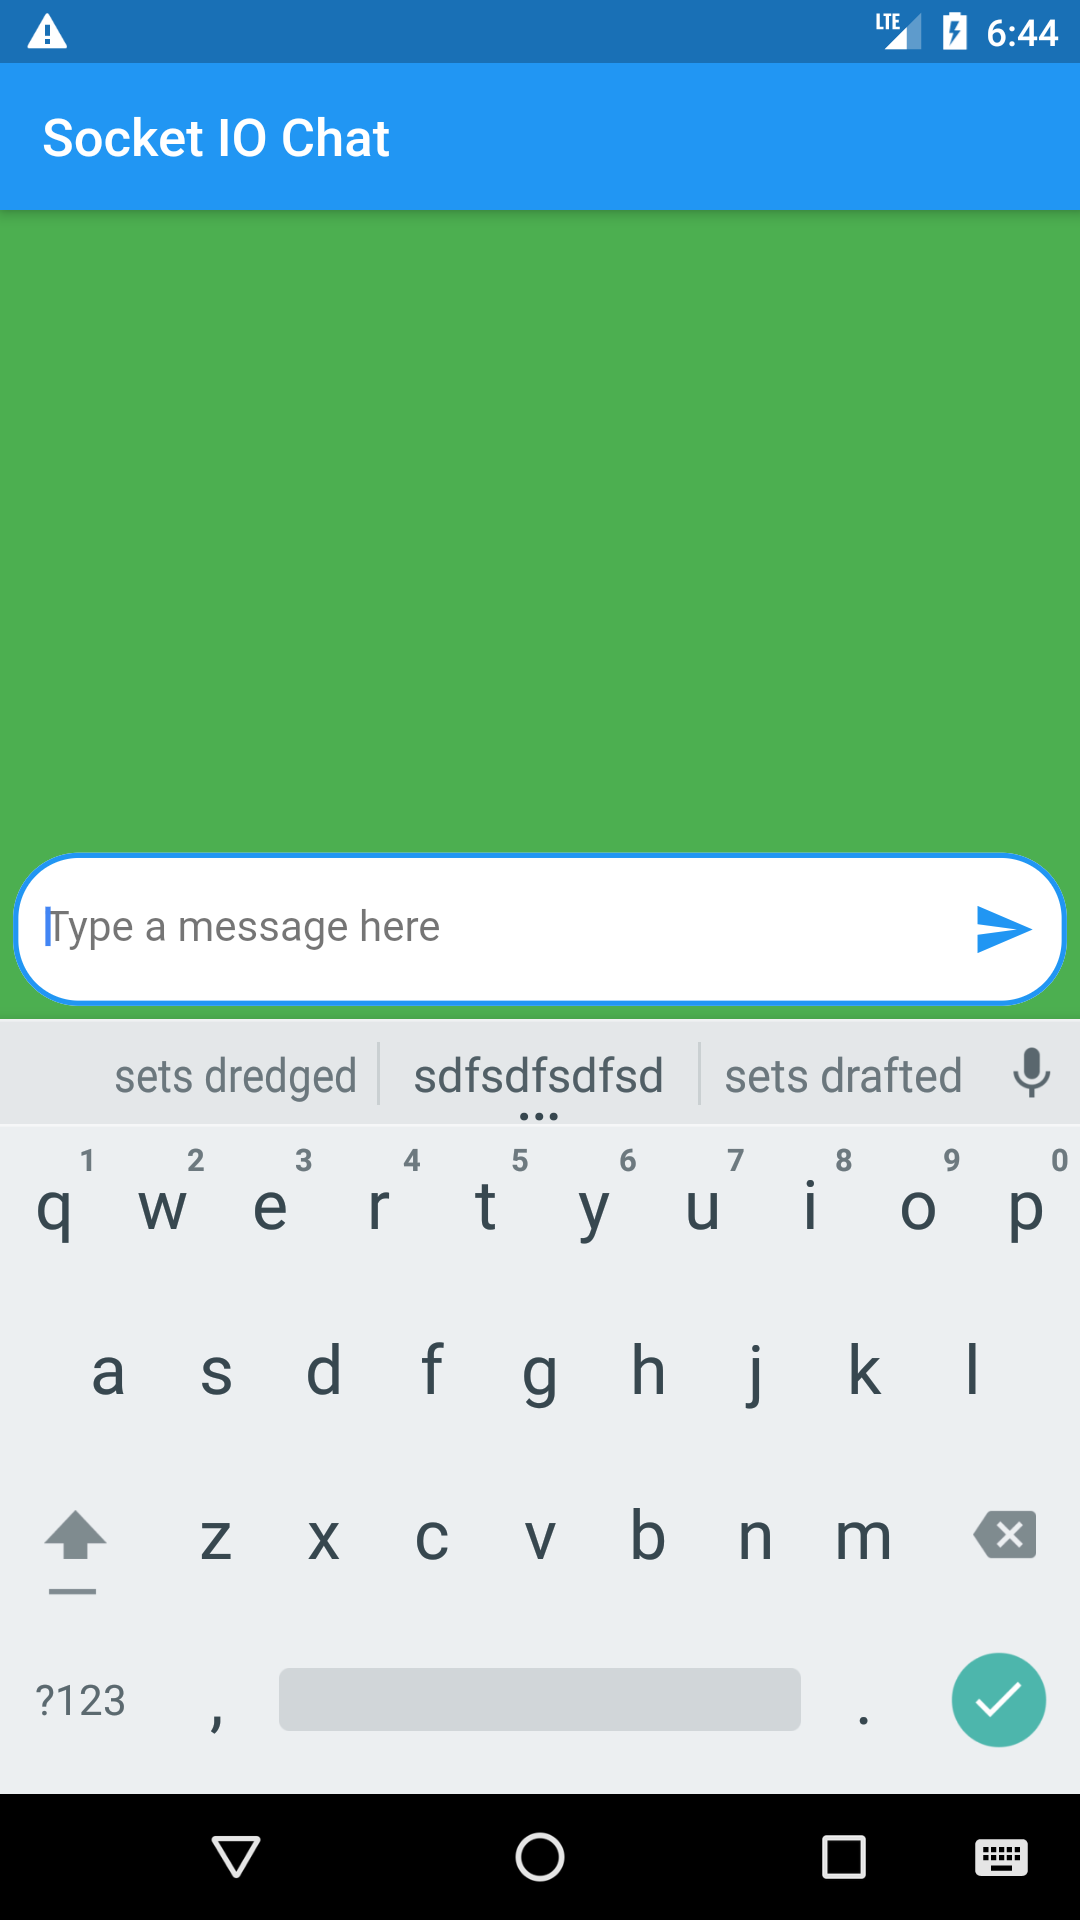 LTE 6:44
Socket IO Chat
Type a message here
sets dredged sdfsdfsdfsd sets drafted
1 2 3 4 5 6 7 8 9 0
q w e r t y u i o p
a s d f g h j k l
z x c v b n m
?123 , .